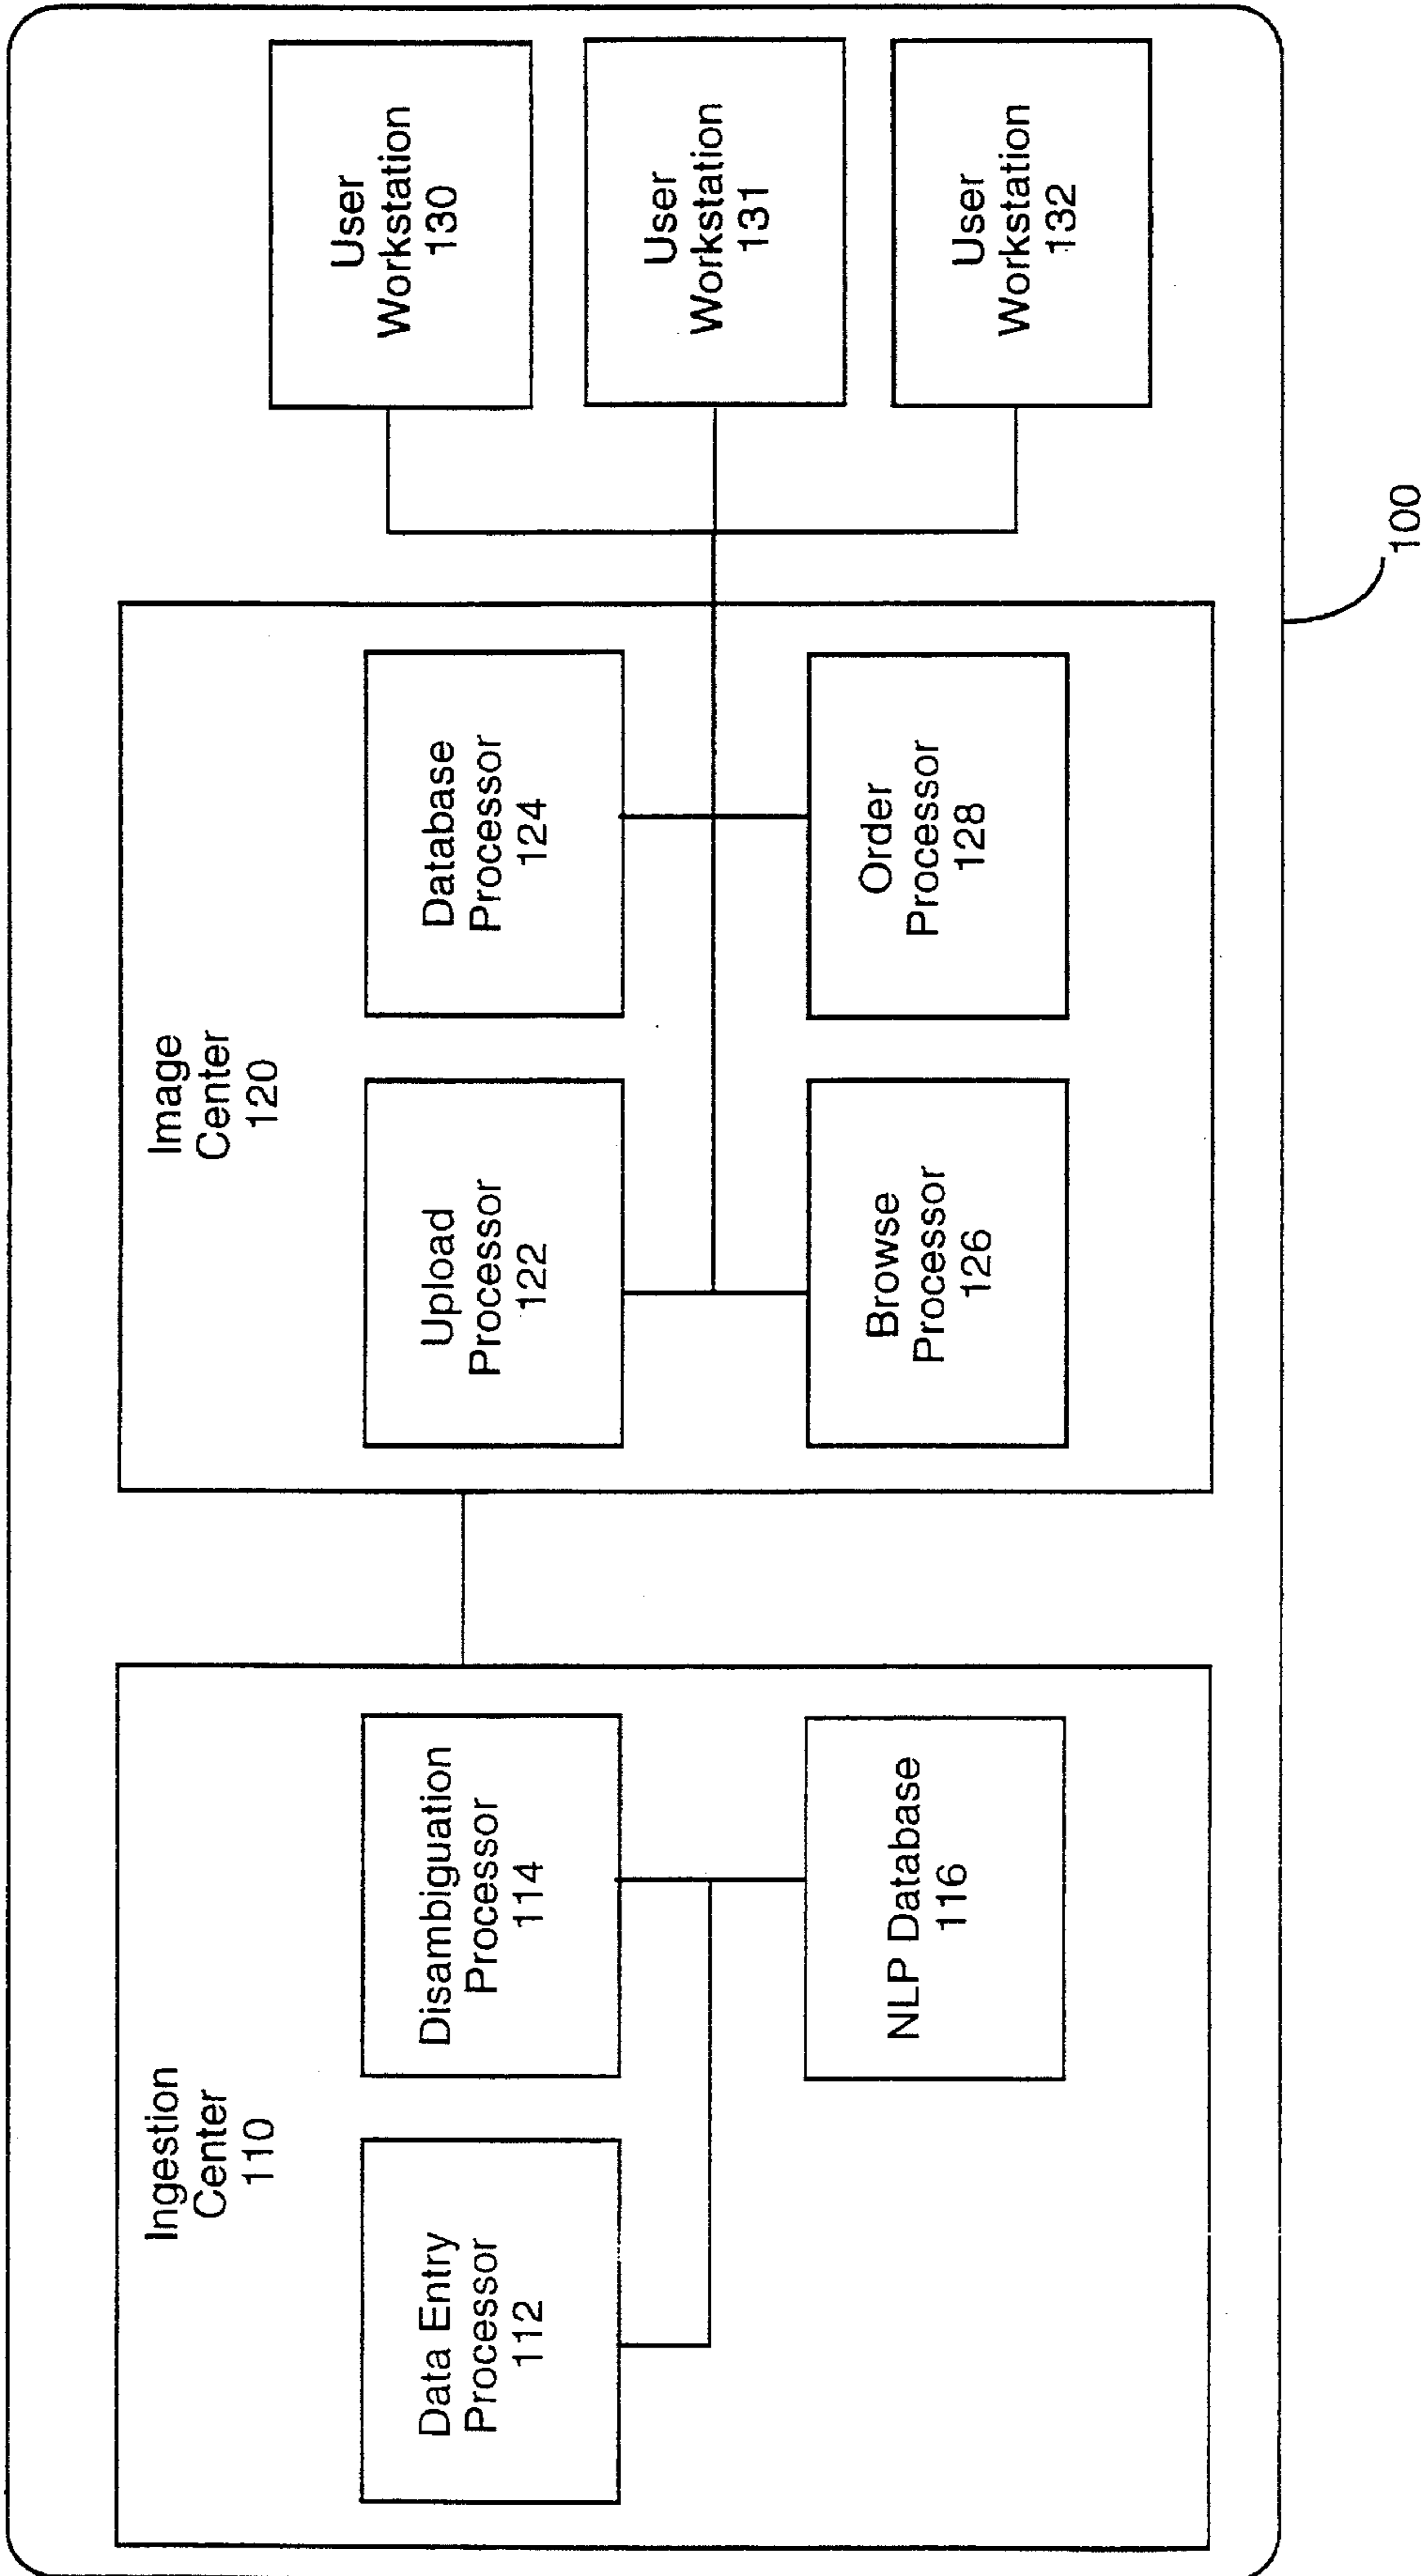 Ingestion
Center
110
Data Entry
Processor
112
Disambiguation
Processor
114
NLP Database
116
Image
Center
120
Upload
Processor
122
Database
Processor
124
Browse
Processor
126
Order
Processor
128
User
Workstation
130
User
Workstation
131
User
Workstation
132
100